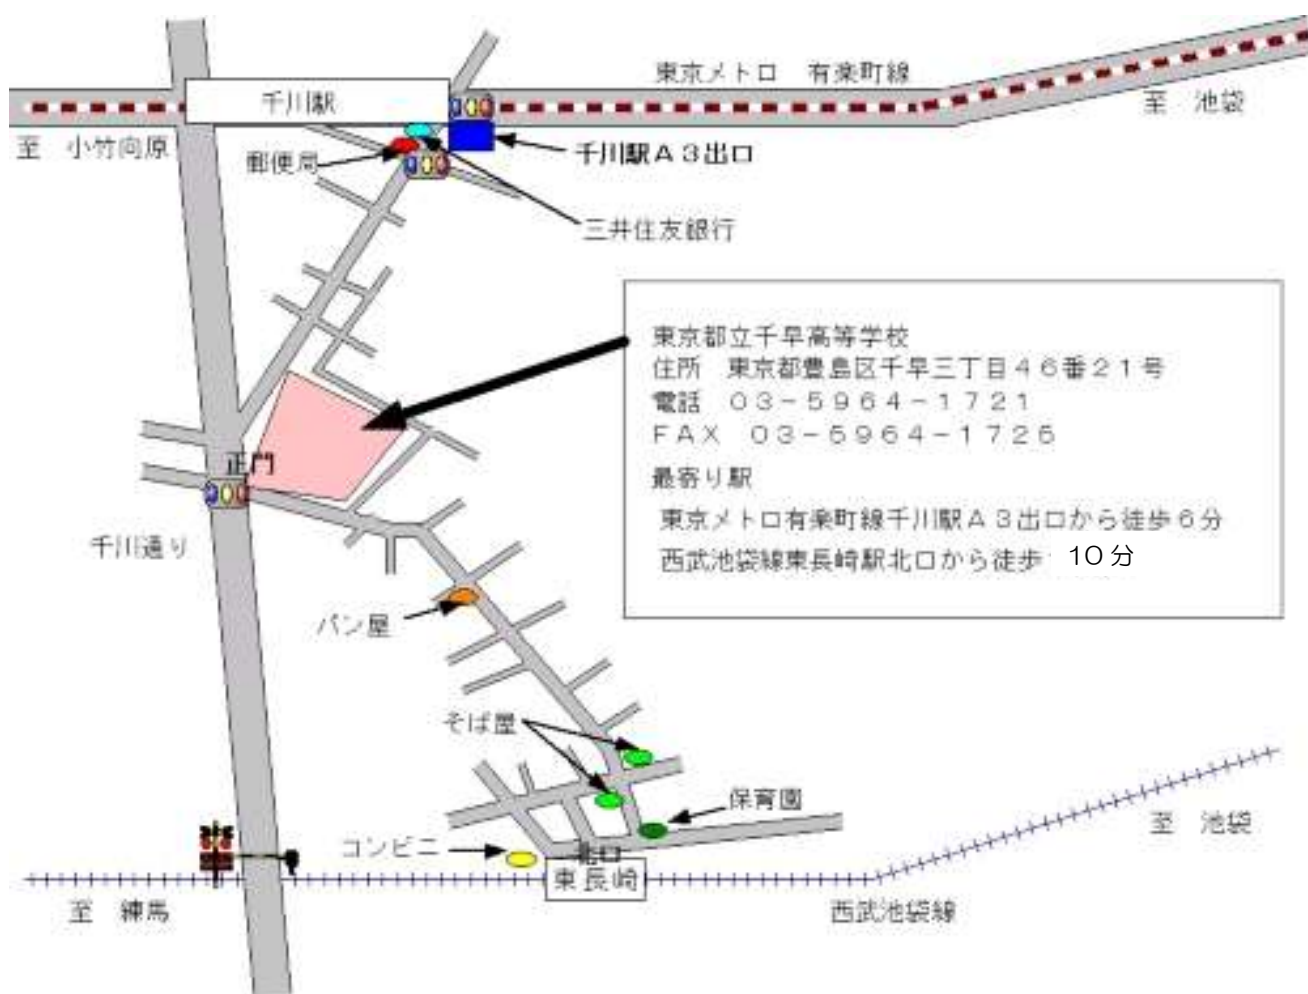 東京メトロ　有楽町線
千川駅
至　池袋
至　小竹向原
郵便局
千川駅Ａ３出口
三井住友銀行
東京都立千早高等学校
住所　東京都豊島区千早三丁目４６番２１号
電話　０３－５９６４－１７２１
ＦＡＸ　０３－５９６４－１７２５
最寄り駅
東京メトロ有楽町線千川駅Ａ３出口から徒歩６分
西武池袋線東長崎駅北口から徒歩 10分
正門
千川通り
パン屋
そば屋
保育園
至　池袋
コンビニ
北口
東長崎
至　練馬
西武池袋線